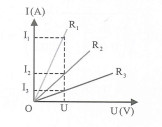 I (A)
R₁
I₁
R₂
I₂
R₃
I₃
O U U (V)